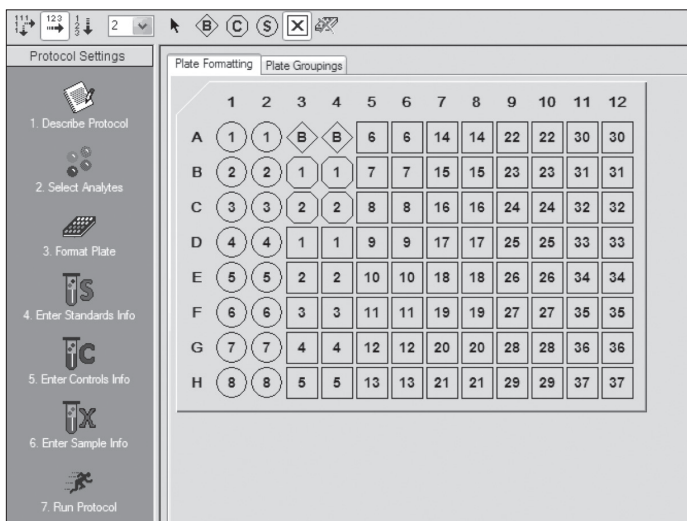 111 123 1 2 3 2 B C S X
Protocol Settings
Plate Formatting Plate Groupings
1. Describe Protocol
2. Select Analytes
3. Format Plate
S
4. Enter Standards Info
C
5. Enter Controls Info
X
6. Enter Sample Info
7. Run Protocol
1 2 3 4 5 6 7 8 9 10 11 12
A 1 1 B B 6 6 14 14 22 22 30 30
B 2 2 1 1 7 7 15 15 23 23 31 31
C 3 3 2 2 8 8 16 16 24 24 32 32
D 4 4 1 1 9 9 17 17 25 25 33 33
E 5 5 2 2 10 10 18 18 26 26 34 34
F 6 6 3 3 11 11 19 19 27 27 35 35
G 7 7 4 4 12 12 20 20 28 28 36 36
H 8 8 5 5 13 13 21 21 29 29 37 37